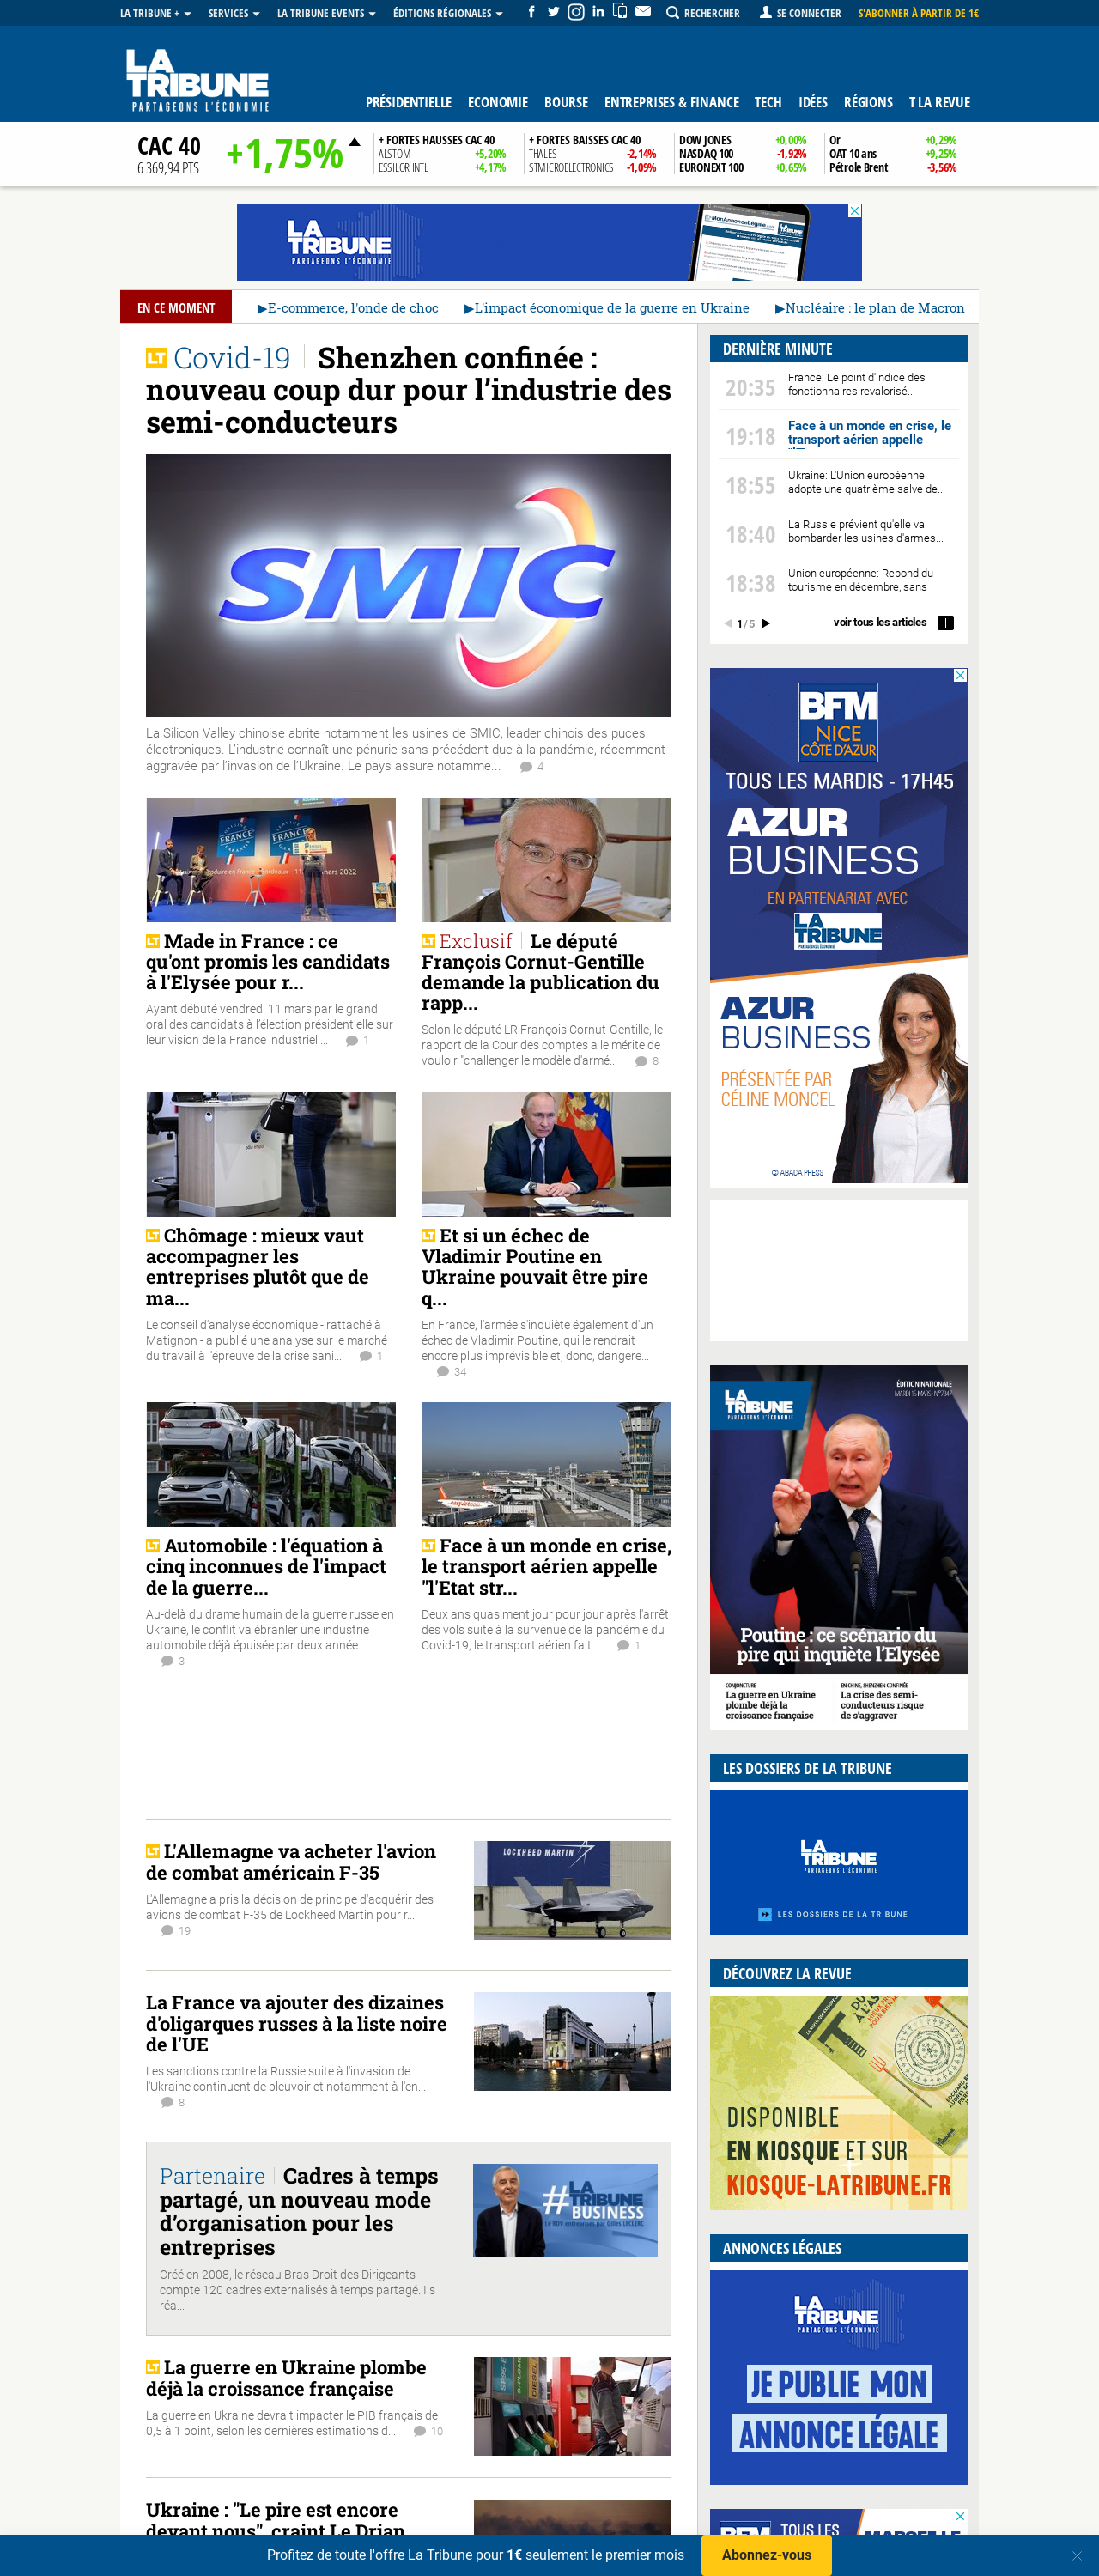 LA TRIBUNE + SERVICES LA TRIBUNE EVENTS ÉDITIONS RÉGIONALES RECHERCHER SE CONNECTER S'ABONNER À PARTIR DE 1€
LA TRIBUNE
PARTAGEONS L'ÉCONOMIE
PRÉSIDENTIELLE ECONOMIE BOURSE ENTREPRISES & FINANCE TECH IDÉES RÉGIONS T LA REVUE
CAC 40
6 369,94 PTS
+1,75%
+ FORTES HAUSSES CAC 40
ALSTOM +5,20%
ESSILOR INTL +4,17%
+ FORTES BAISSES CAC 40
THALES -2,14%
STMICROELECTRONICS -1,09%
DOW JONES +0,00%
NASDAQ 100 -1,92%
EURONEXT 100 +0,65%
Or +0,29%
OAT 10 ans +9,25%
Pétrole Brent -3,56%
LA TRIBUNE
PARTAGEONS L'ÉCONOMIE
EN CE MOMENT
▶E-commerce, l'onde de choc
▶L'impact économique de la guerre en Ukraine
▶Nucléaire : le plan de Macron
LT Covid-19 Shenzhen confinée :
nouveau coup dur pour l’industrie des
semi-conducteurs
SMIC
La Silicon Valley chinoise abrite notamment les usines de SMIC, leader chinois des puces
électroniques. L’industrie connaît une pénurie sans précédent due à la pandémie, récemment
aggravée par l’invasion de l’Ukraine. Le pays assure notamme... 4
LT Made in France : ce
qu'ont promis les candidats
à l'Elysée pour r...
Ayant débuté vendredi 11 mars par le grand
oral des candidats à l'élection présidentielle sur
leur vision de la France industriell... 1
LT Exclusif Le député
François Cornut-Gentille
demande la publication du
rapp...
Selon le député LR François Cornut-Gentille, le
rapport de la Cour des comptes a le mérite de
vouloir "challenger le modèle d'armé... 8
LT Chômage : mieux vaut
accompagner les
entreprises plutôt que de
ma...
Le conseil d'analyse économique - rattaché à
Matignon - a publié une analyse sur le marché
du travail à l'épreuve de la crise sani... 1
LT Et si un échec de
Vladimir Poutine en
Ukraine pouvait être pire
q...
En France, l'armée s'inquiète également d'un
échec de Vladimir Poutine, qui le rendrait
encore plus imprévisible et, donc, dangere...
34
LT Automobile : l'équation à
cinq inconnues de l'impact
de la guerre...
Au-delà du drame humain de la guerre russe en
Ukraine, le conflit va ébranler une industrie
automobile déjà épuisée par deux année...
3
LT Face à un monde en crise,
le transport aérien appelle
"l'Etat str...
Deux ans quasiment jour pour jour après l'arrêt
des vols suite à la survenue de la pandémie du
Covid-19, le transport aérien fait... 1
LT L'Allemagne va acheter l'avion
de combat américain F-35
L'Allemagne a pris la décision de principe d'acquérir des
avions de combat F-35 de Lockheed Martin pour r...
19
LOCKHEED MARTIN
La France va ajouter des dizaines
d'oligarques russes à la liste noire
de l'UE
Les sanctions contre la Russie suite à l'invasion de
l'Ukraine continuent de pleuvoir et notamment à l'en...
8
Partenaire Cadres à temps
partagé, un nouveau mode
d’organisation pour les
entreprises
Créé en 2008, le réseau Bras Droit des Dirigeants
compte 120 cadres externalisés à temps partagé. Ils
réa...
#LA TRIBUNE
BUSINESS
LT La guerre en Ukraine plombe
déjà la croissance française
La guerre en Ukraine devrait impacter le PIB français de
0,5 à 1 point, selon les dernières estimations d... 10
Ukraine : "Le pire est encore
devant nous", craint Le Drian
DERNIÈRE MINUTE
20:35 France: Le point d'indice des
fonctionnaires revalorisé...
19:18 Face à un monde en crise, le
transport aérien appelle
18:55 Ukraine: L'Union européenne
adopte une quatrième salve de...
18:40 La Russie prévient qu'elle va
bombarder les usines d'armes...
18:38 Union européenne: Rebond du
tourisme en décembre, sans
1/5 voir tous les articles
BFM
NICE
CÔTE D'AZUR
TOUS LES MARDIS - 17H45
AZUR
BUSINESS
EN PARTENARIAT AVEC
LA TRIBUNE
PARTAGEONS L'ÉCONOMIE
AZUR
BUSINESS
PRÉSENTÉE PAR
CÉLINE MONCEL
© ABACA PRESS
ÉDITION NATIONALE
MARDI 15 MARS N°7347
LA TRIBUNE
PARTAGEONS L'ÉCONOMIE
Poutine : ce scénario du
pire qui inquiète l'Elysée
CONJONCTURE
La guerre en Ukraine
plombe déjà la
croissance française
EN CHINE, SHENZHEN CONFINÉE
La crise des semi-
conducteurs risque
de s'aggraver
LES DOSSIERS DE LA TRIBUNE
LA TRIBUNE
PARTAGEONS L'ÉCONOMIE
LES DOSSIERS DE LA TRIBUNE
DÉCOUVREZ LA REVUE
DISPONIBLE
EN KIOSQUE ET SUR
KIOSQUE-LATRIBUNE.FR
ANNONCES LÉGALES
LA TRIBUNE
PARTAGEONS L'ÉCONOMIE
JE PUBLIE MON
ANNONCE LÉGALE
BFM TOUS LES
MARSEILLE
Profitez de toute l'offre La Tribune pour 1€ seulement le premier mois Abonnez-vous